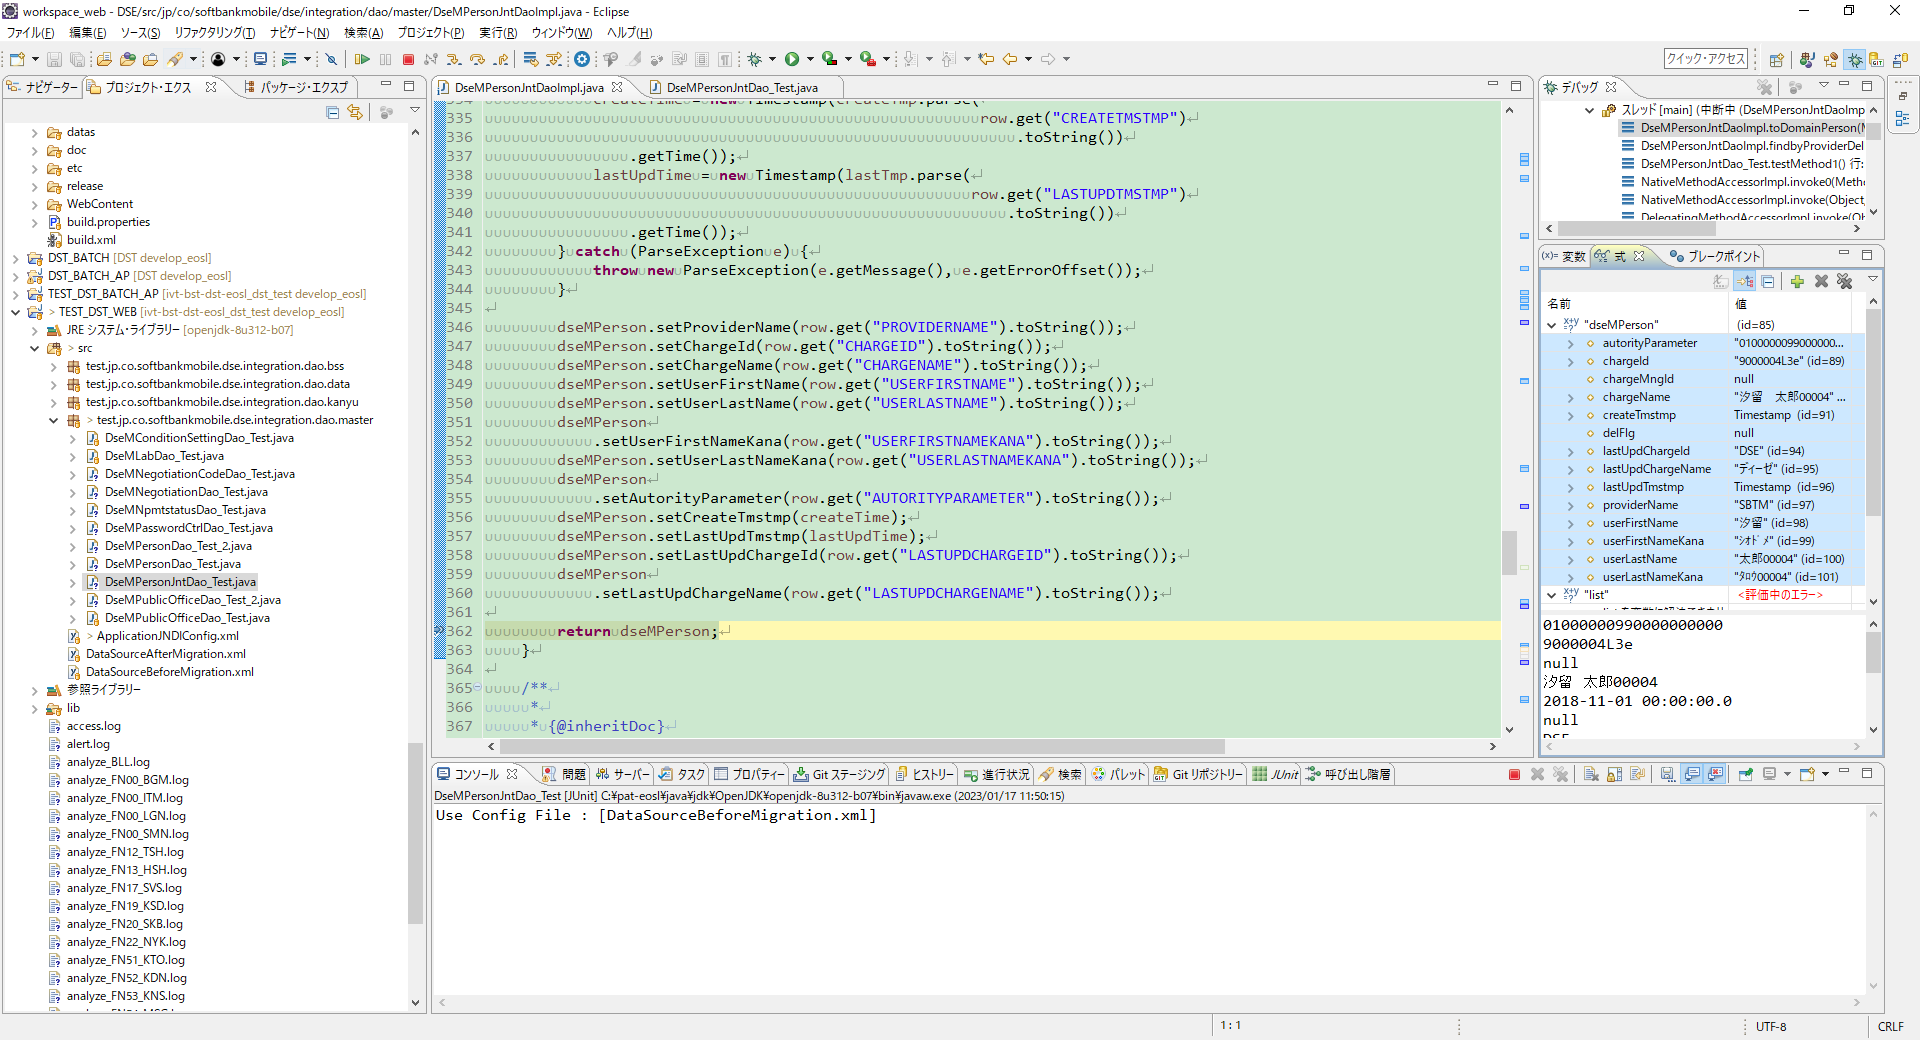 workspace_web - DSE/src/jp/co/softbankmobile/dse/integration/dao/master/DseMPersonJntDaoImpl.java - Eclipse
ファイル(F) 編集(E) ソース(S) リファクタリング(T) ナビゲート(N) 検索(A) プロジェクト(P) 実行(R) ウィンドウ(W) ヘルプ(H)
クイック・アクセス
ナビゲーター プロジェクト・エクス パッケージ・エクスプ
datas
doc
etc
release
WebContent
build.properties
build.xml
DST_BATCH [DST develop_eosl]
DST_BATCH_AP [DST develop_eosl]
TEST_DST_BATCH_AP [ivt-bst-dst-eosl_dst_test develop_eosl]
> TEST_DST_WEB [ivt-bst-dst-eosl_dst_test develop_eosl]
JRE システム・ライブラリー [openjdk-8u312-b07]
> src
test.jp.co.softbankmobile.dse.integration.dao.bss
test.jp.co.softbankmobile.dse.integration.dao.data
test.jp.co.softbankmobile.dse.integration.dao.kanyu
> test.jp.co.softbankmobile.dse.integration.dao.master
DseMConditionSettingDao_Test.java
DseMLabDao_Test.java
DseMNegotiationCodeDao_Test.java
DseMNegotiationDao_Test.java
DseMNpmtstatusDao_Test.java
DseMPasswordCtrlDao_Test.java
DseMPersonDao_Test_2.java
DseMPersonDao_Test.java
DseMPersonJntDao_Test.java
DseMPublicOfficeDao_Test_2.java
DseMPublicOfficeDao_Test.java
> ApplicationJNDIConfig.xml
DataSourceAfterMigration.xml
DataSourceBeforeMigration.xml
参照ライブラリー
lib
access.log
alert.log
analyze_BLL.log
analyze_FN00_BGM.log
analyze_FN00_ITM.log
analyze_FN00_LGN.log
analyze_FN00_SMN.log
analyze_FN12_TSH.log
analyze_FN13_HSH.log
analyze_FN17_SVS.log
analyze_FN19_KSD.log
analyze_FN20_SKB.log
analyze_FN22_NYK.log
analyze_FN51_KTO.log
analyze_FN52_KDN.log
analyze_FN53_KNS.log
DseMPersonJntDaoImpl.java DseMPersonJntDao_Test.java
334 createTime = new Timestamp(createTmp.parse(
335 row.get("CREATETMSTMP")
336 .toString())
337 .getTime());
338 lastUpdTime = new Timestamp(lastTmp.parse(
339 row.get("LASTUPDTMSTMP")
340 .toString())
341 .getTime());
342 } catch (ParseException e) {
343 throw new ParseException(e.getMessage(), e.getErrorOffset());
344 }
345
346 dseMPerson.setProviderName(row.get("PROVIDERNAME").toString());
347 dseMPerson.setChargeId(row.get("CHARGEID").toString());
348 dseMPerson.setChargeName(row.get("CHARGENAME").toString());
349 dseMPerson.setUserFirstName(row.get("USERFIRSTNAME").toString());
350 dseMPerson.setUserLastName(row.get("USERLASTNAME").toString());
351 dseMPerson
352 .setUserFirstNameKana(row.get("USERFIRSTNAMEKANA").toString());
353 dseMPerson.setUserLastNameKana(row.get("USERLASTNAMEKANA").toString());
354 dseMPerson
355 .setAutorityParameter(row.get("AUTORITYPARAMETER").toString());
356 dseMPerson.setCreateTmstmp(createTime);
357 dseMPerson.setLastUpdTmstmp(lastUpdTime);
358 dseMPerson.setLastUpdChargeId(row.get("LASTUPDCHARGEID").toString());
359 dseMPerson
360 .setLastUpdChargeName(row.get("LASTUPDCHARGENAME").toString());
361
362 return dseMPerson;
363 }
364
365 /**
366 *
367 * {@inheritDoc}
デバッグ
スレッド [main] (中断中 (DseMPersonJntDaoImp
DseMPersonJntDaoImpl.toDomainPerson(M
DseMPersonJntDaoImpl.findbyProviderDel
DseMPersonJntDao_Test.testMethod1() 行:
NativeMethodAccessorImpl.invoke0(Metho
NativeMethodAccessorImpl.invoke(Object,
DelegatingMethodAccessorImpl.invoke(Ob
(x)= 変数 式 ブレークポイント
名前 値
"dseMPerson" (id=85)
autorityParameter "0100000099000000...
chargeId "9000004L3e" (id=89)
chargeMngId null
chargeName "汐留　太郎00004" ...
createTmstmp Timestamp (id=91)
delFlg null
lastUpdChargeId "DSE" (id=94)
lastUpdChargeName "ディーゼ" (id=95)
lastUpdTmstmp Timestamp (id=96)
providerName "SBTM" (id=97)
userFirstName "汐留" (id=98)
userFirstNameKana "ｼｵﾄﾞﾒ" (id=99)
userLastName "太郎00004" (id=100)
userLastNameKana "ﾀﾛｳ00004" (id=101)
"list" <評価中のエラー>
01000000990000000000
9000004L3e
null
汐留　太郎00004
2018-11-01 00:00:00.0
null
DSE
コンソール 問題 サーバー タスク プロパティー Git ステージング ヒストリー 進行状況 検索 パレット Git リポジトリー JUnit 呼び出し階層
DseMPersonJntDao_Test [JUnit] C:¥pat-eosl¥java¥jdk¥OpenJDK¥openjdk-8u312-b07¥bin¥javaw.exe (2023/01/17 11:50:15)
Use Config File : [DataSourceBeforeMigration.xml]
1 : 1 UTF-8 CRLF